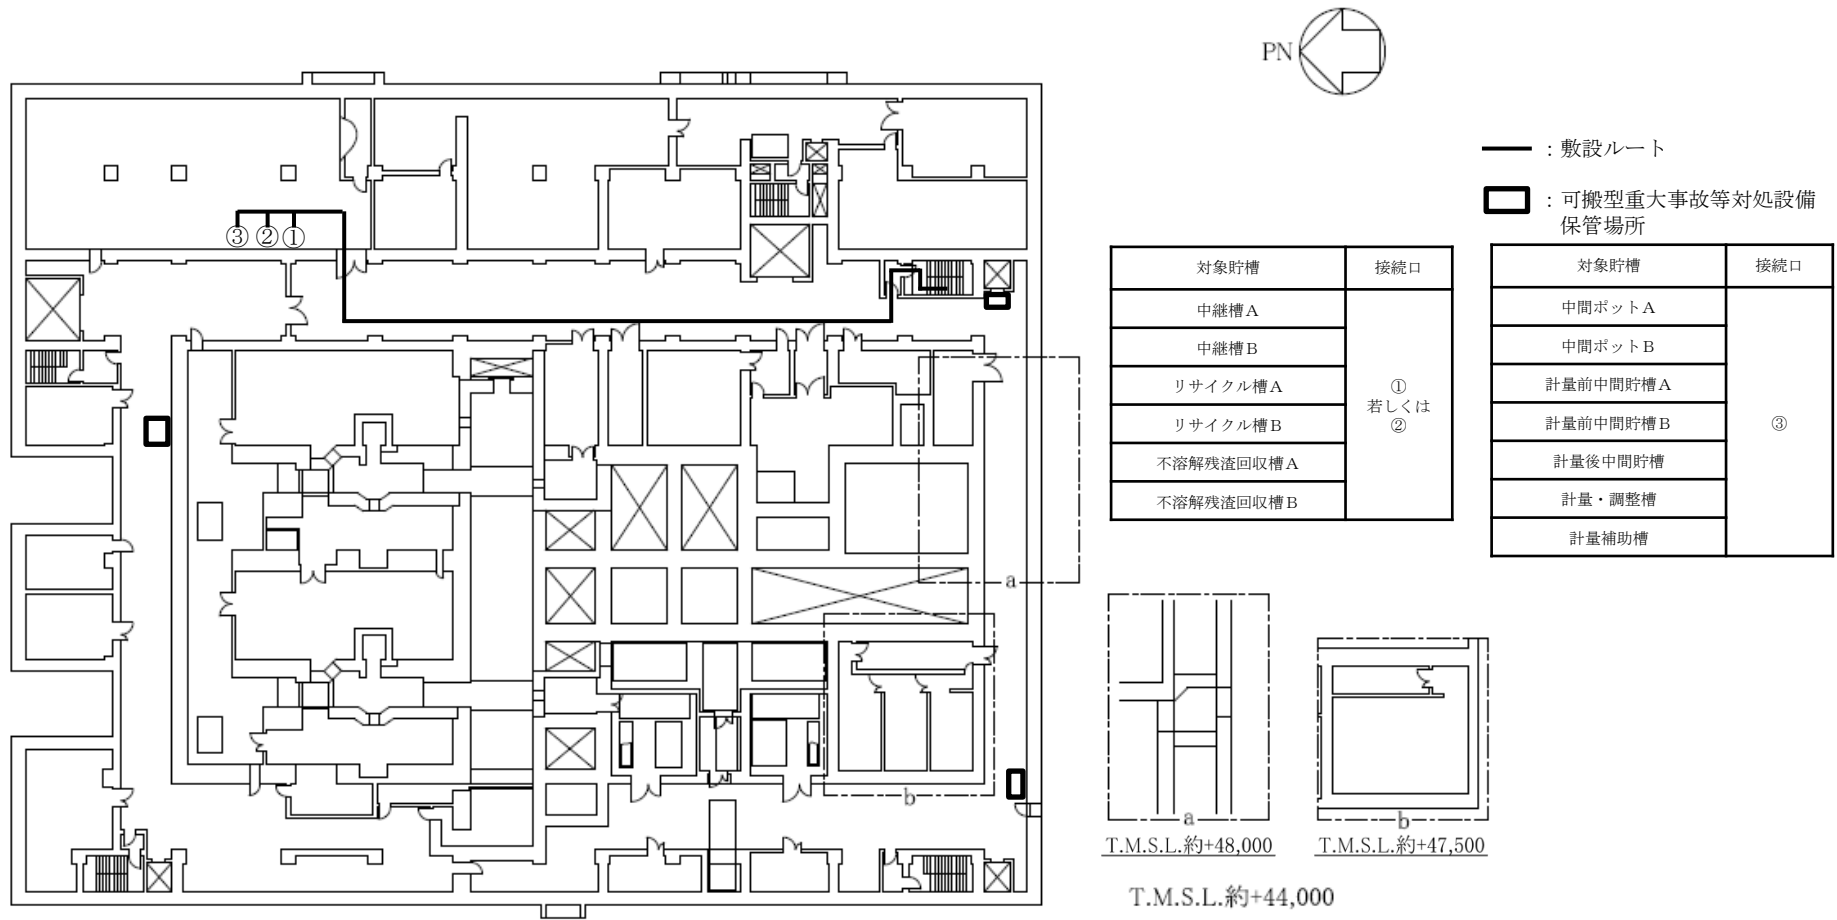 PN
：敷設ルート
：可搬型重大事故等対処設備
保管場所
対象貯槽 接続口
中継槽Ａ
中継槽Ｂ
リサイクル槽Ａ
リサイクル槽Ｂ
不溶解残渣回収槽Ａ
不溶解残渣回収槽Ｂ
①
若しくは
②
対象貯槽 接続口
中間ポットＡ
中間ポットＢ
計量前中間貯槽Ａ
計量前中間貯槽Ｂ
計量後中間貯槽
計量・調整槽
計量補助槽
③
③ ② ①
a
b
a
T.M.S.L.約+48,000
b
T.M.S.L.約+47,500
T.M.S.L.約+44,000